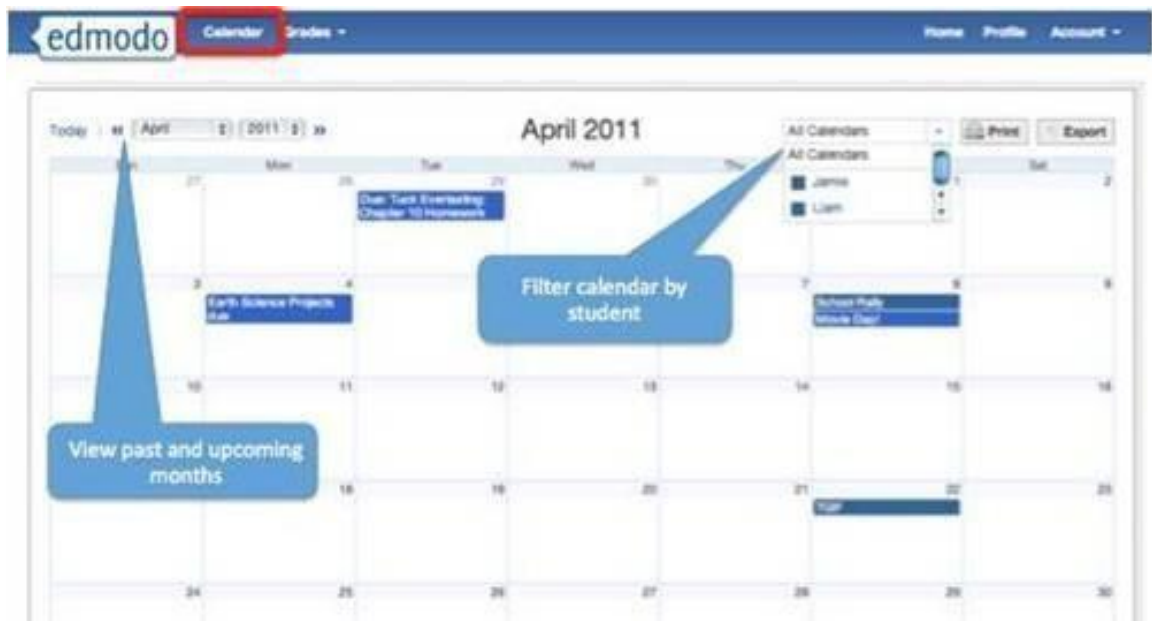 edmodo Calendar Grades Home Profile Account
Today « April 2011 » April 2011 All Calendars Print Export
Mon Tue Wed Sat
All Calendars
27 28 29 30 1 2
Jamie
Liam
Due: Tuck Everlasting:
Chapter 10 Homework
Filter calendar by
student
3 4 7 8 9
Earth Science Projects
due
School Rally
Movie Day!
10 11 12 13 14 15 16
View past and upcoming
months
18 19 20 21 22 23
TGIF
24 25 26 27 28 29 30